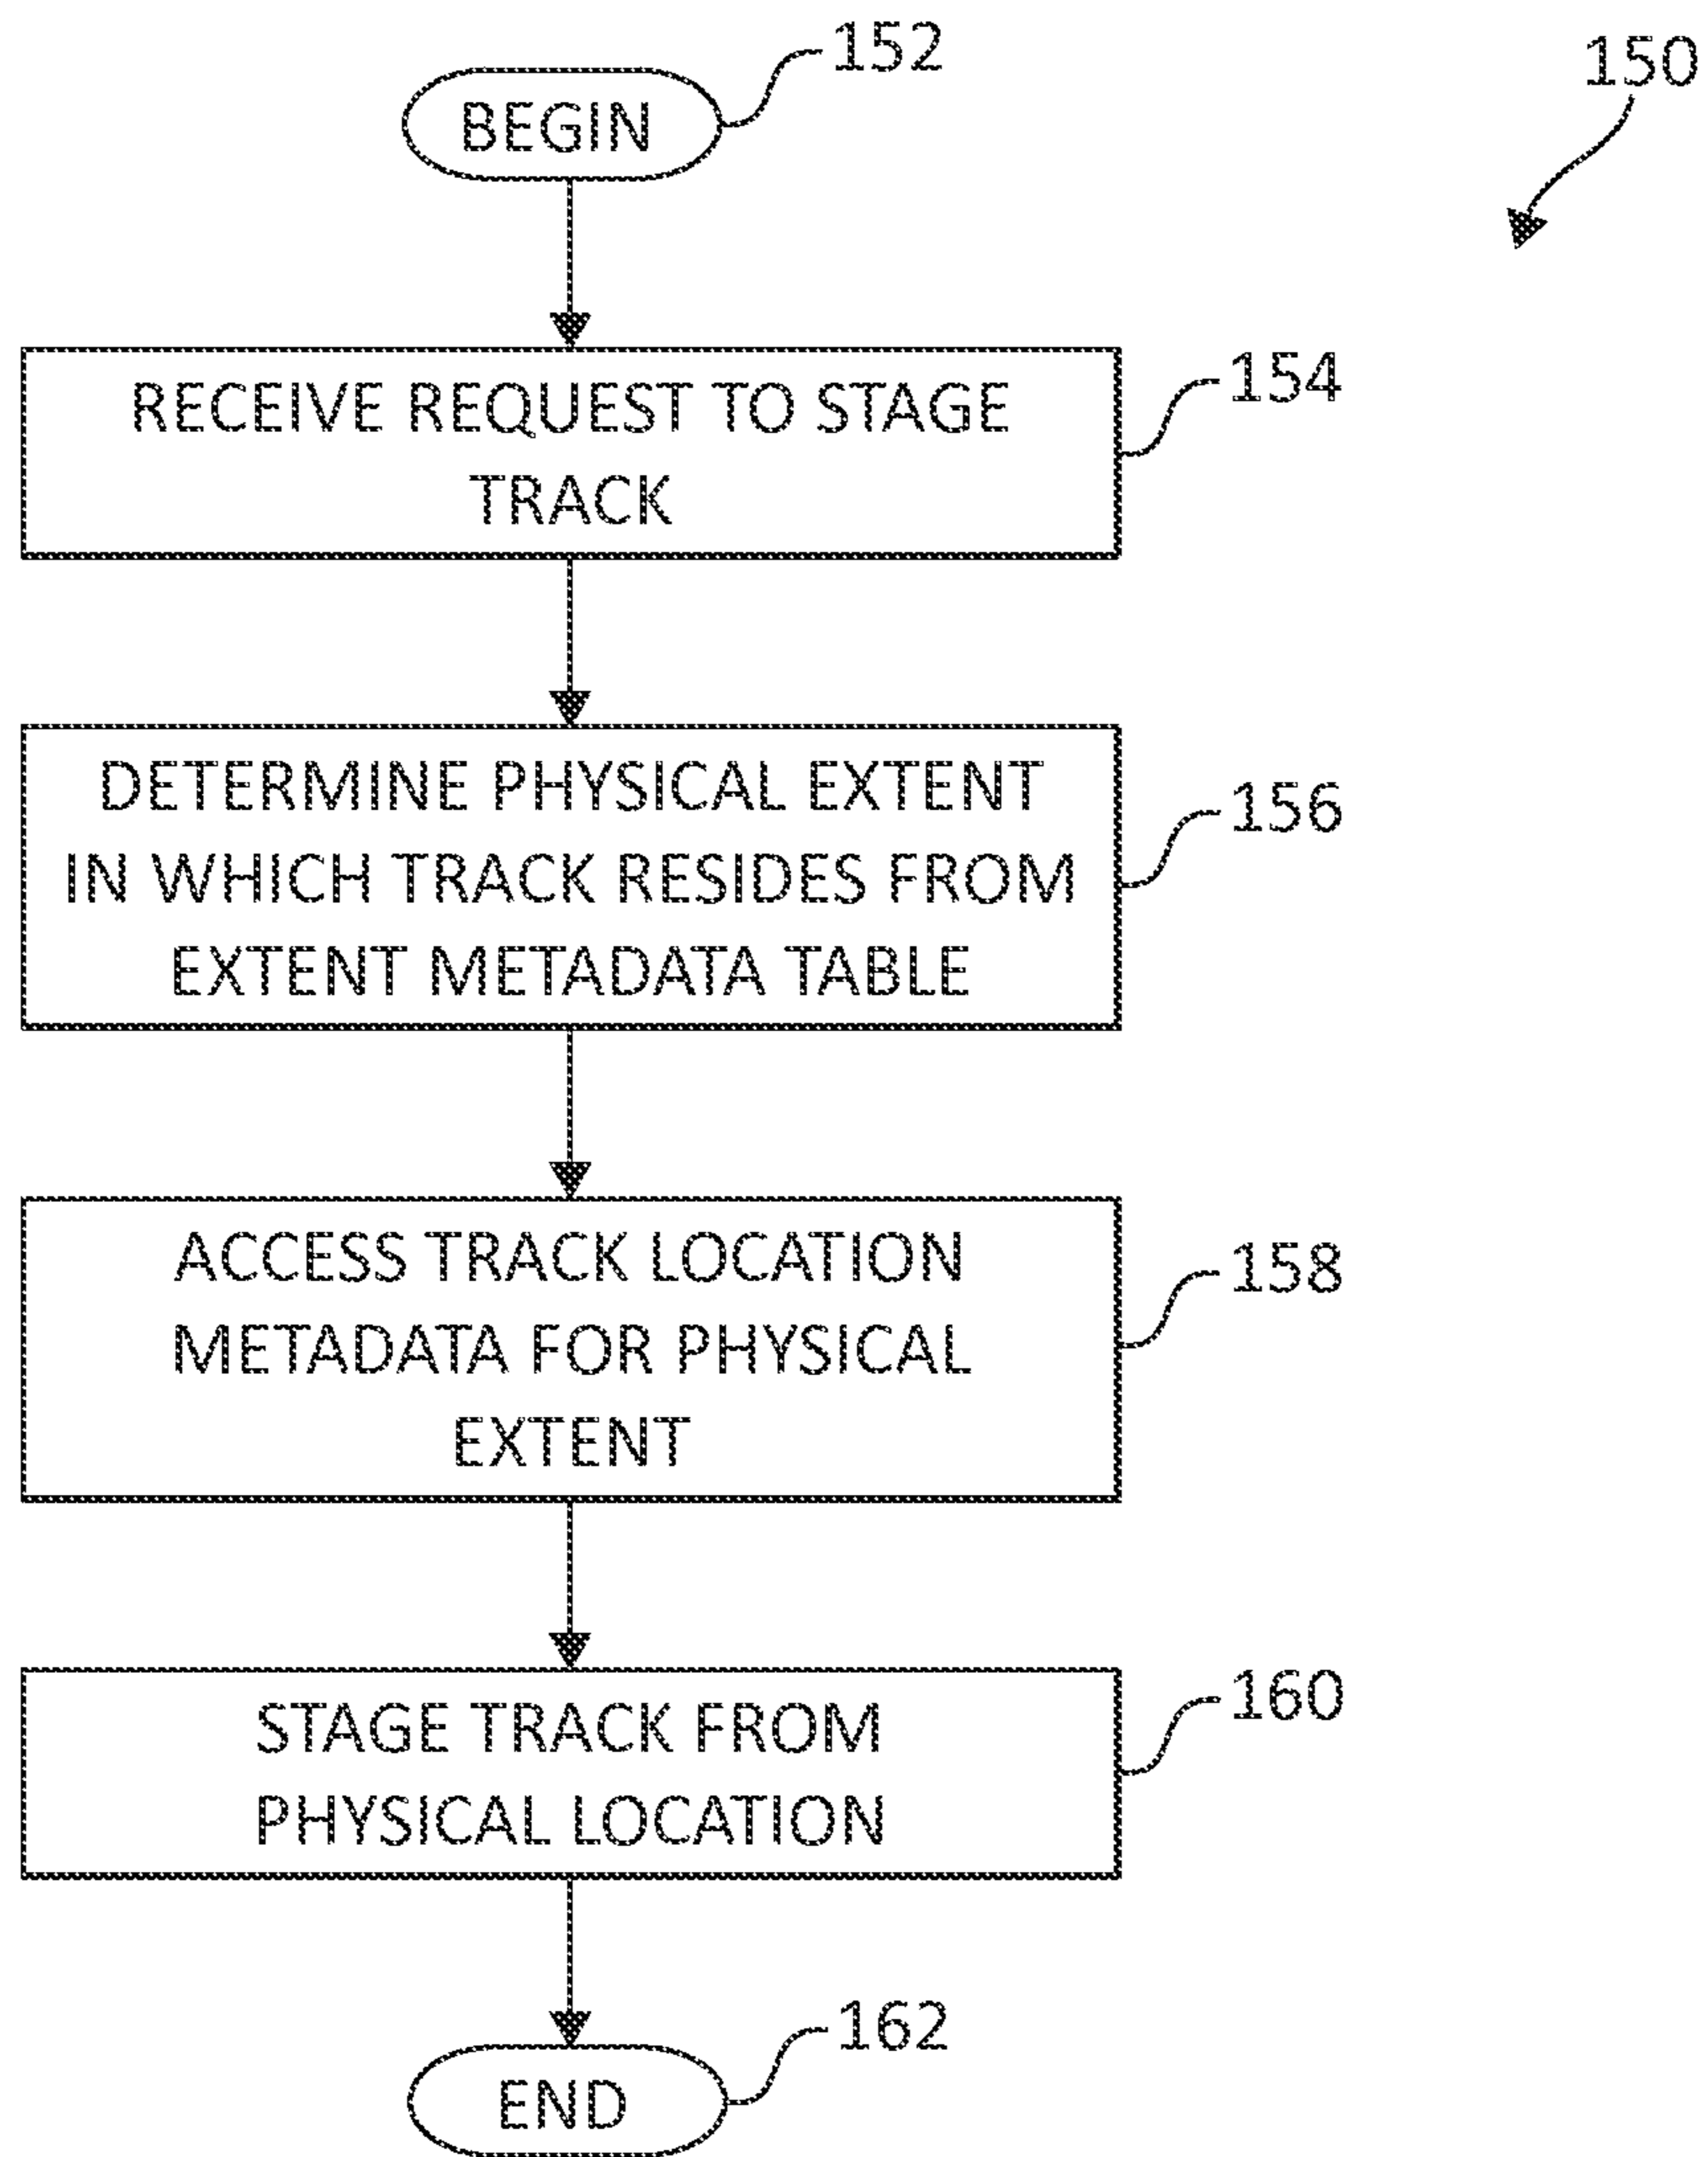 152
150
BEGIN
RECEIVE REQUEST TO STAGE
TRACK
154
DETERMINE PHYSICAL EXTENT
IN WHICH TRACK RESIDES FROM
EXTENT METADATA TABLE
156
ACCESS TRACK LOCATION
METADATA FOR PHYSICAL
EXTENT
158
STAGE TRACK FROM
PHYSICAL LOCATION
160
162
END